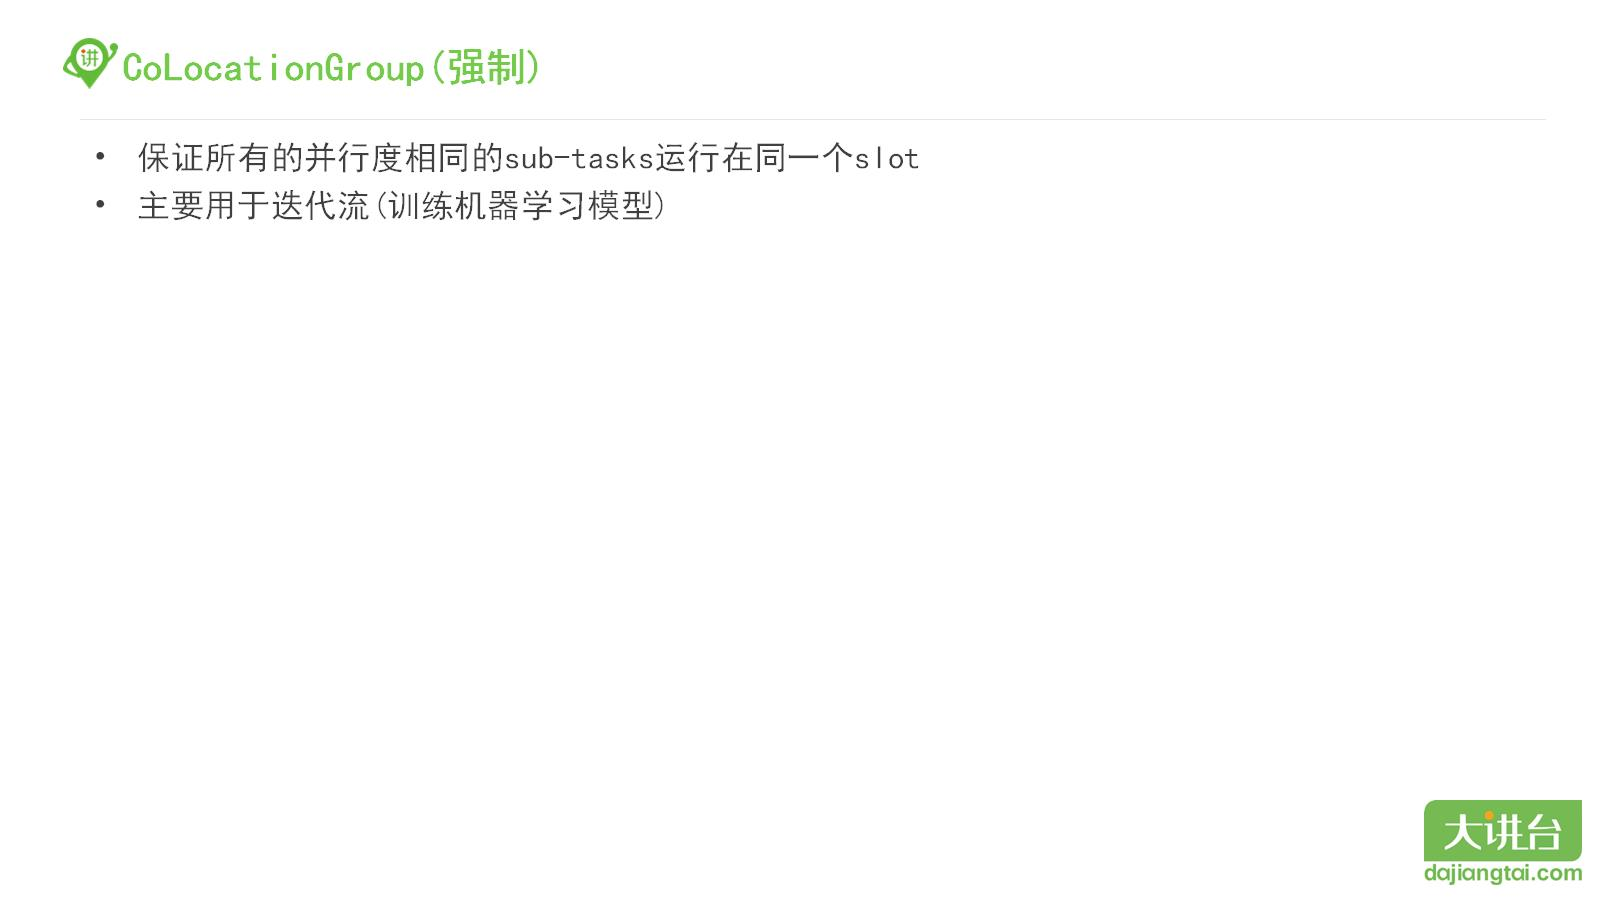 讲
CoLocationGroup(强制)
• 保证所有的并行度相同的sub-tasks运行在同一个slot
• 主要用于迭代流(训练机器学习模型)
大讲台
dajiangtai.com